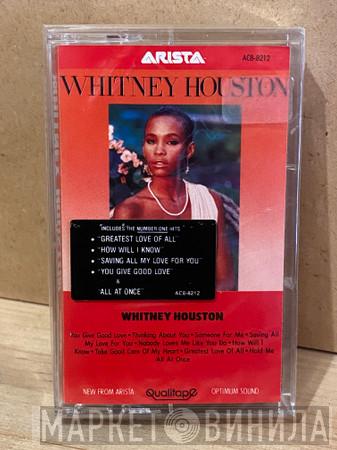 ARISTA
AC8-8212
WHITNEY HOUSTON
INCLUDES THE NUMBER ONE HITS
• "GREATEST LOVE OF ALL"
• "HOW WILL I KNOW"
• "SAVING ALL MY LOVE FOR YOU"
• "YOU GIVE GOOD LOVE"
&
"ALL AT ONCE"
AC8-8212
WHITNEY HOUSTON
You Give Good Love • Thinking About You • Someone For Me • Saving All
My Love For You • Nobody Loves Me Like You Do • How Will I
Know • Take Good Care Of My Heart • Greatest Love Of All • Hold Me
All At Once
NEW FROM ARISTA
Qualitape
OPTIMUM SOUND
МАРКЕТ ВИНИЛА